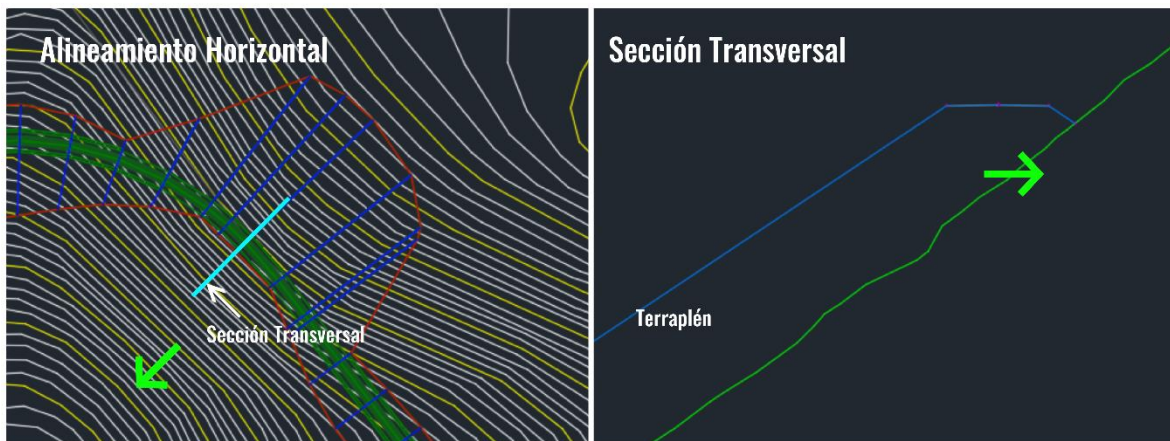 Alineamiento Horizontal
Sección Transversal
Sección Transversal
Terraplén